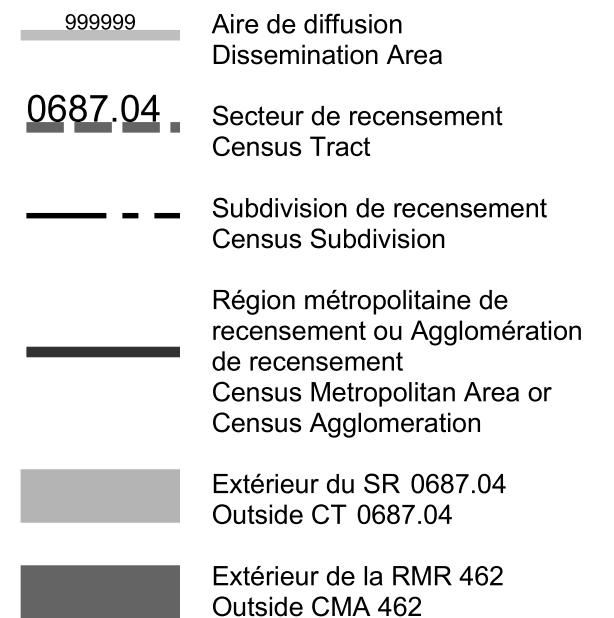 999999
Aire de diffusion
Dissemination Area
0687.04
Secteur de recensement
Census Tract
Subdivision de recensement
Census Subdivision
Région métropolitaine de
recensement ou Agglomération
de recensement
Census Metropolitan Area or
Census Agglomeration
Extérieur du SR 0687.04
Outside CT 0687.04
Extérieur de la RMR 462
Outside CMA 462